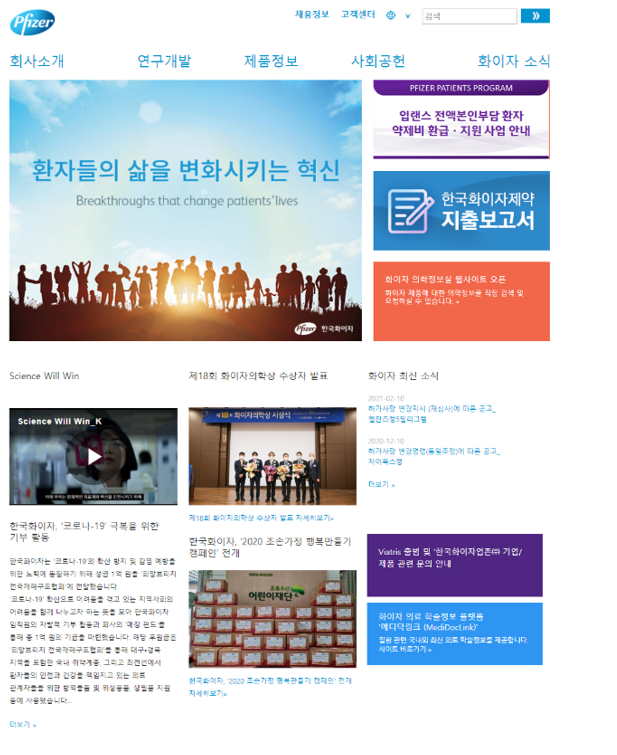 Pfizer
채용정보 고객센터
검색
회사소개 연구개발 제품정보 사회공헌 화이자 소식
환자들의 삶을 변화시키는 혁신
Breakthroughs that change patients' lives
Pfizer 한국화이자
PFIZER PATIENTS PROGRAM
입랜스 전액본인부담 환자
약제비 환급・지원 사업 안내
한국화이자제약
지출보고서
화이자 의학정보실 웹사이트 오픈
화이자 제품에 대한 의학정보를 직접 검색 및
요청하실 수 있습니다. »
Science Will Win
Science Will Win_K
한국화이자, '코로나-19' 극복을 위한
기부 활동
한국화이자는 '코로나-19'의 확산 방지 및 감염 예방을
위한 노력에 동참하기 위해 성금 1억 원을 '희망브리지
전국재해구호협회'에 전달했습니다.
'코로나-19' 확산으로 어려움을 겪고 있는 지역사회의
어려움을 함께 나누고자 하는 뜻을 모아 한국화이자
임직원의 자발적 기부 활동과 회사의 '매칭 펀드'를
통해 총 1억 원의 기금을 마련했습니다. 해당 후원금은
'희망브리지 전국재해구호협회'를 통해 대구•경북
지역을 포함한 국내 취약계층, 그리고 최전선에서
환자들의 안전과 건강을 책임지고 있는 의료
관계자들을 위한 방역물품 및 위생용품, 생필품 지원
등에 사용됐습니다...
더보기 »
제18회 화이자의학상 수상자 발표
화이자의학상 시상식
제18회 화이자의학상 수상자 발표 자세히보기»
한국화이자, '2020 조손가정 행복만들기
캠페인' 전개
어린이재단
한국화이자, '2020 조손가정 행복만들기 캠페인' 전개
자세히보기»
화이자 최신 소식
2021-02-10
허가사항 변경지시 (재심사)에 따른 공고_
젤잔즈정5밀리그램
2020-12-10
허가사항 변경명령(통일조정)에 따른 공고_
자이복스정
더보기 »
Viatris 출범 및 '한국화이자업존㈜ 기업/
제품 관련 문의 안내
화이자 의료 학술정보 플랫폼
'메디닥링크 (MediDocLink)'
질환 관련 국내외 최신 의료 학술정보를 제공합니다.
사이트 바로가기 »